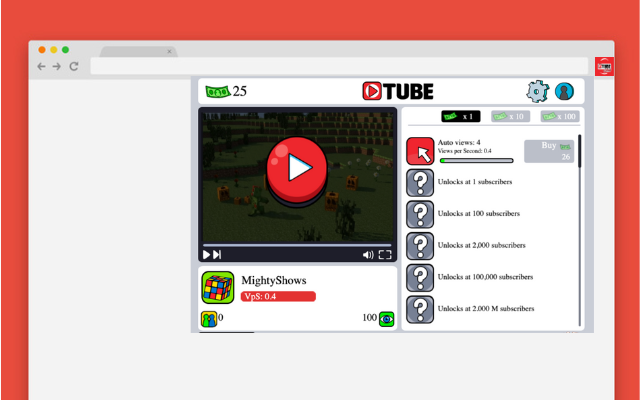 25
TUBE
x 1
x 10
x 100
Auto views: 4
Views per Second: 0.4
Buy
26
Unlocks at 1 subscribers
Unlocks at 100 subscribers
Unlocks at 2,000 subscribers
Unlocks at 100,000 subscribers
Unlocks at 2.000 M subscribers
MightyShows
VpS: 0.4
0
100